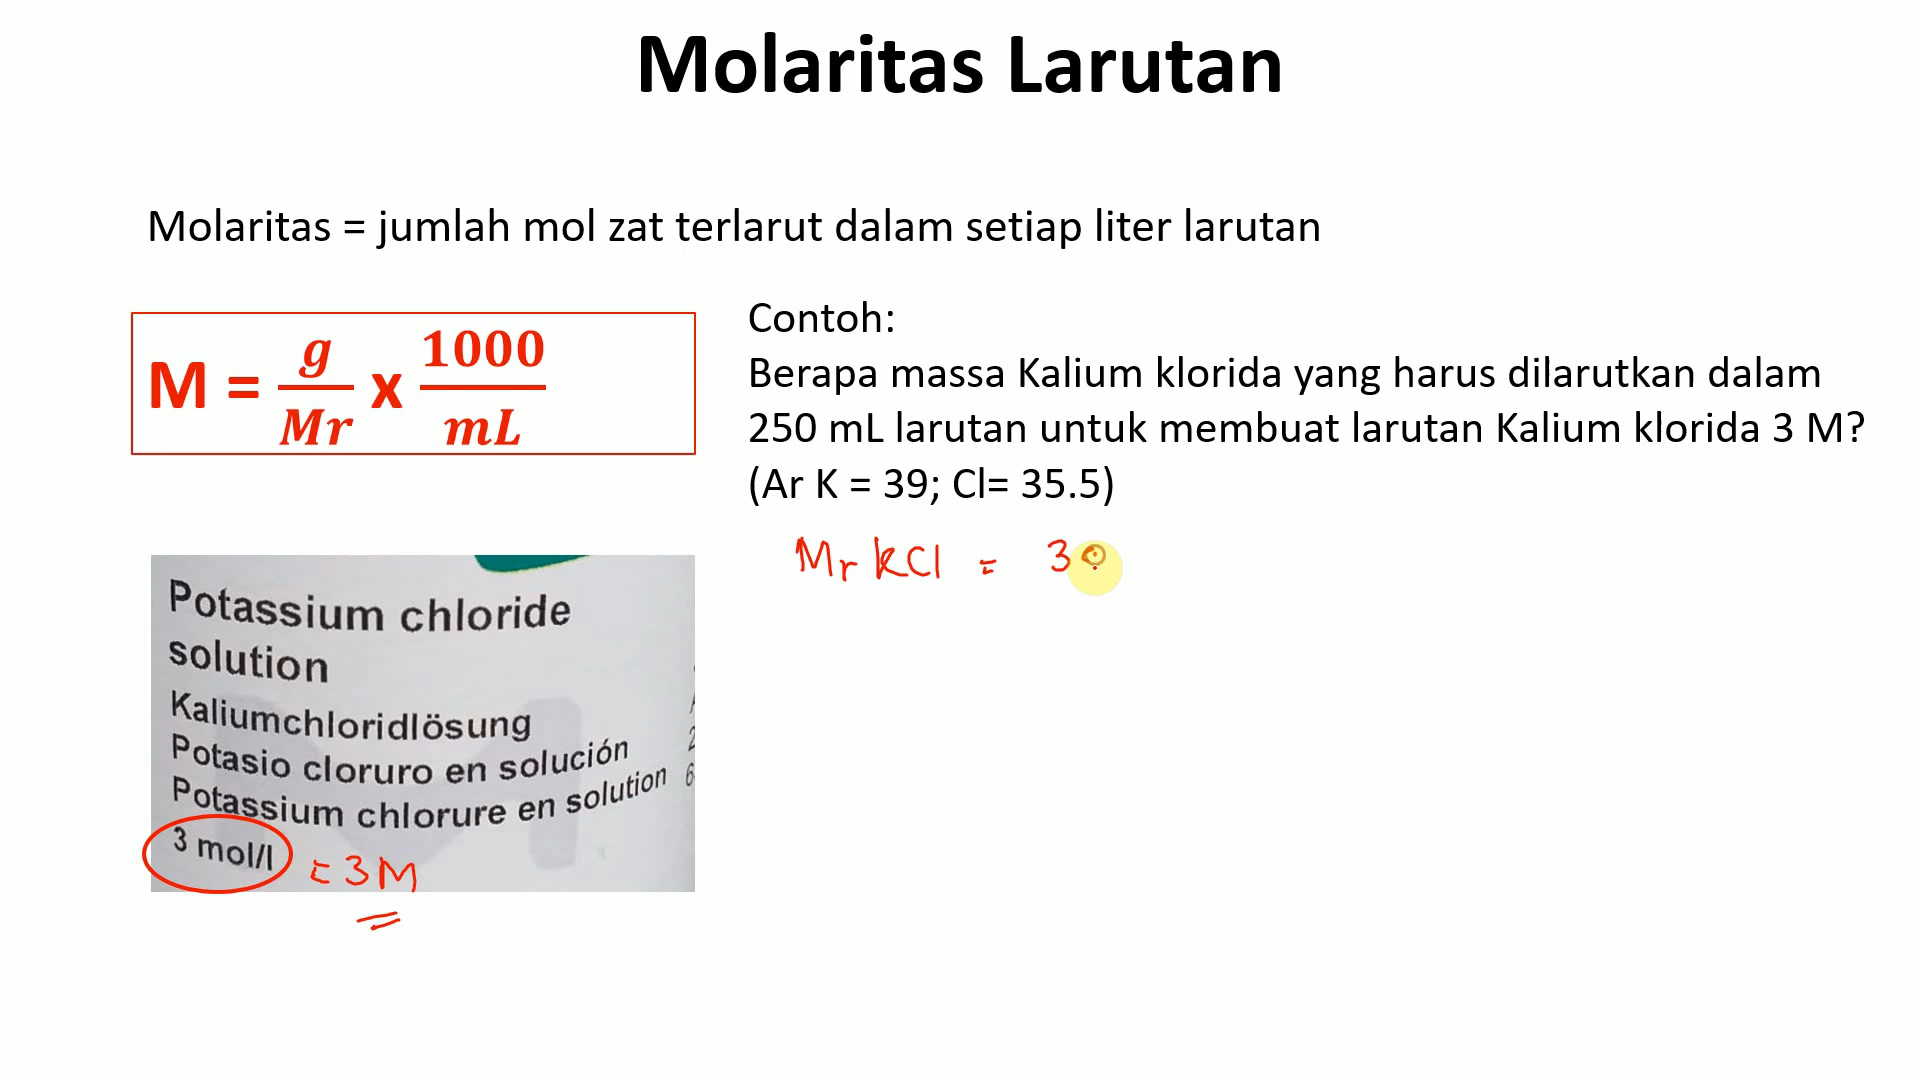 Molaritas Larutan
Molaritas = jumlah mol zat terlarut dalam setiap liter larutan
M = g/Mr x 1000/mL
Contoh:
Berapa massa Kalium klorida yang harus dilarutkan dalam
250 mL larutan untuk membuat larutan Kalium klorida 3 M?
(Ar K = 39; Cl= 35.5)
Mr KCl = 3
Potassium chloride
solution
Kaliumchloridlösung
Potasio cloruro en solución
Potassium chlorure en solution
3 mol/l = 3M